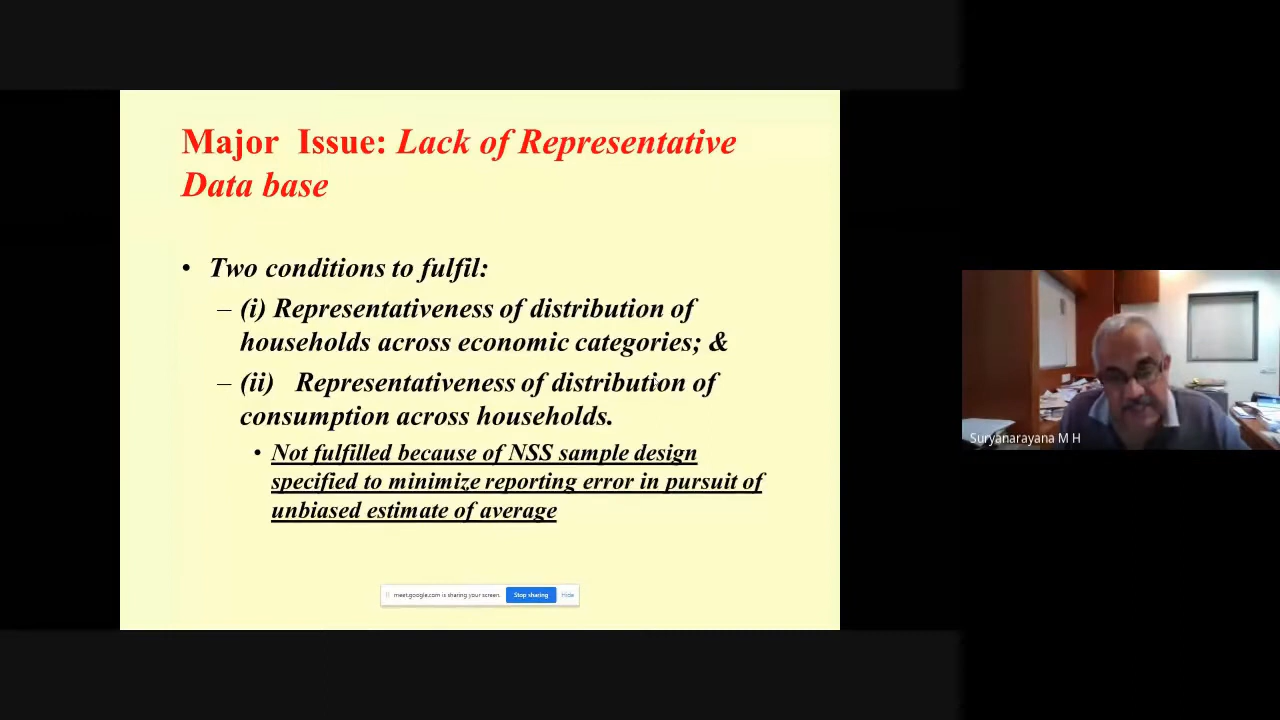 Major Issue: Lack of Representative
Data base
• Two conditions to fulfil:
– (i) Representativeness of distribution of
households across economic categories; &
– (ii) Representativeness of distribution of
consumption across households.
• Not fulfilled because of NSS sample design
specified to minimize reporting error in pursuit of
unbiased estimate of average
meet.google.com is sharing your screen. Stop sharing Hide
Suryanarayana M H